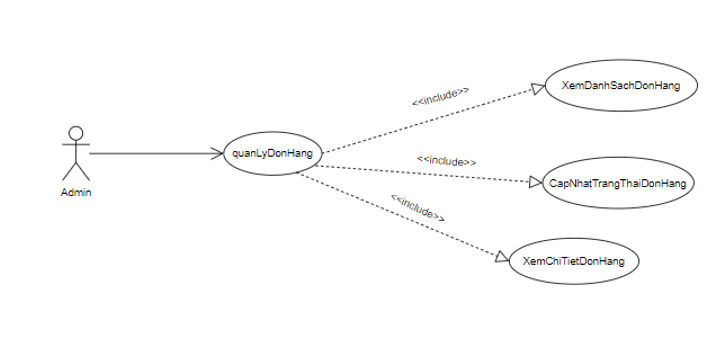 XemDanhSachDonHang
<<include>>
quanLyDonHang
<<include>>
CapNhatTrangThaiDonHang
Admin
<<include>>
XemChiTietDonHang